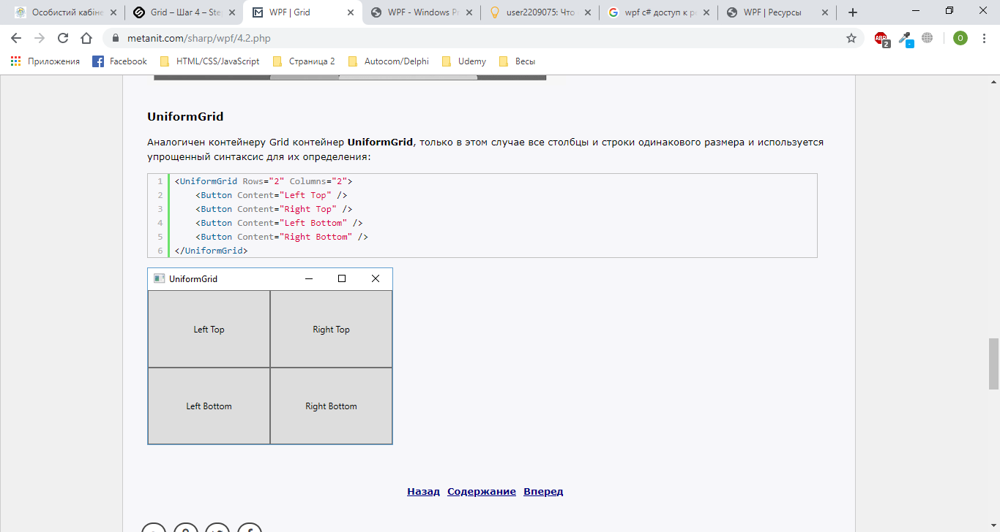 Особистий кабіне
Grid – Шаг 4 – Ste
WPF | Grid
WPF - Windows P
user2209075: Что
wpf c# доступ к р
WPF | Ресурсы
metanit.com/sharp/wpf/4.2.php
ABP
2
-
O
Приложения
Facebook
HTML/CSS/JavaScript
Страница 2
Autocom/Delphi
Udemy
Весы
UniformGrid
Аналогичен контейнеру Grid контейнер UniformGrid, только в этом случае все столбцы и строки одинакового размера и используется
упрощенный синтаксис для их определения:
1 <UniformGrid Rows="2" Columns="2">
2 <Button Content="Left Top" />
3 <Button Content="Right Top" />
4 <Button Content="Left Bottom" />
5 <Button Content="Right Bottom" />
6 </UniformGrid>
UniformGrid
Left Top Right Top
Left Bottom Right Bottom
Назад Содержание Вперед